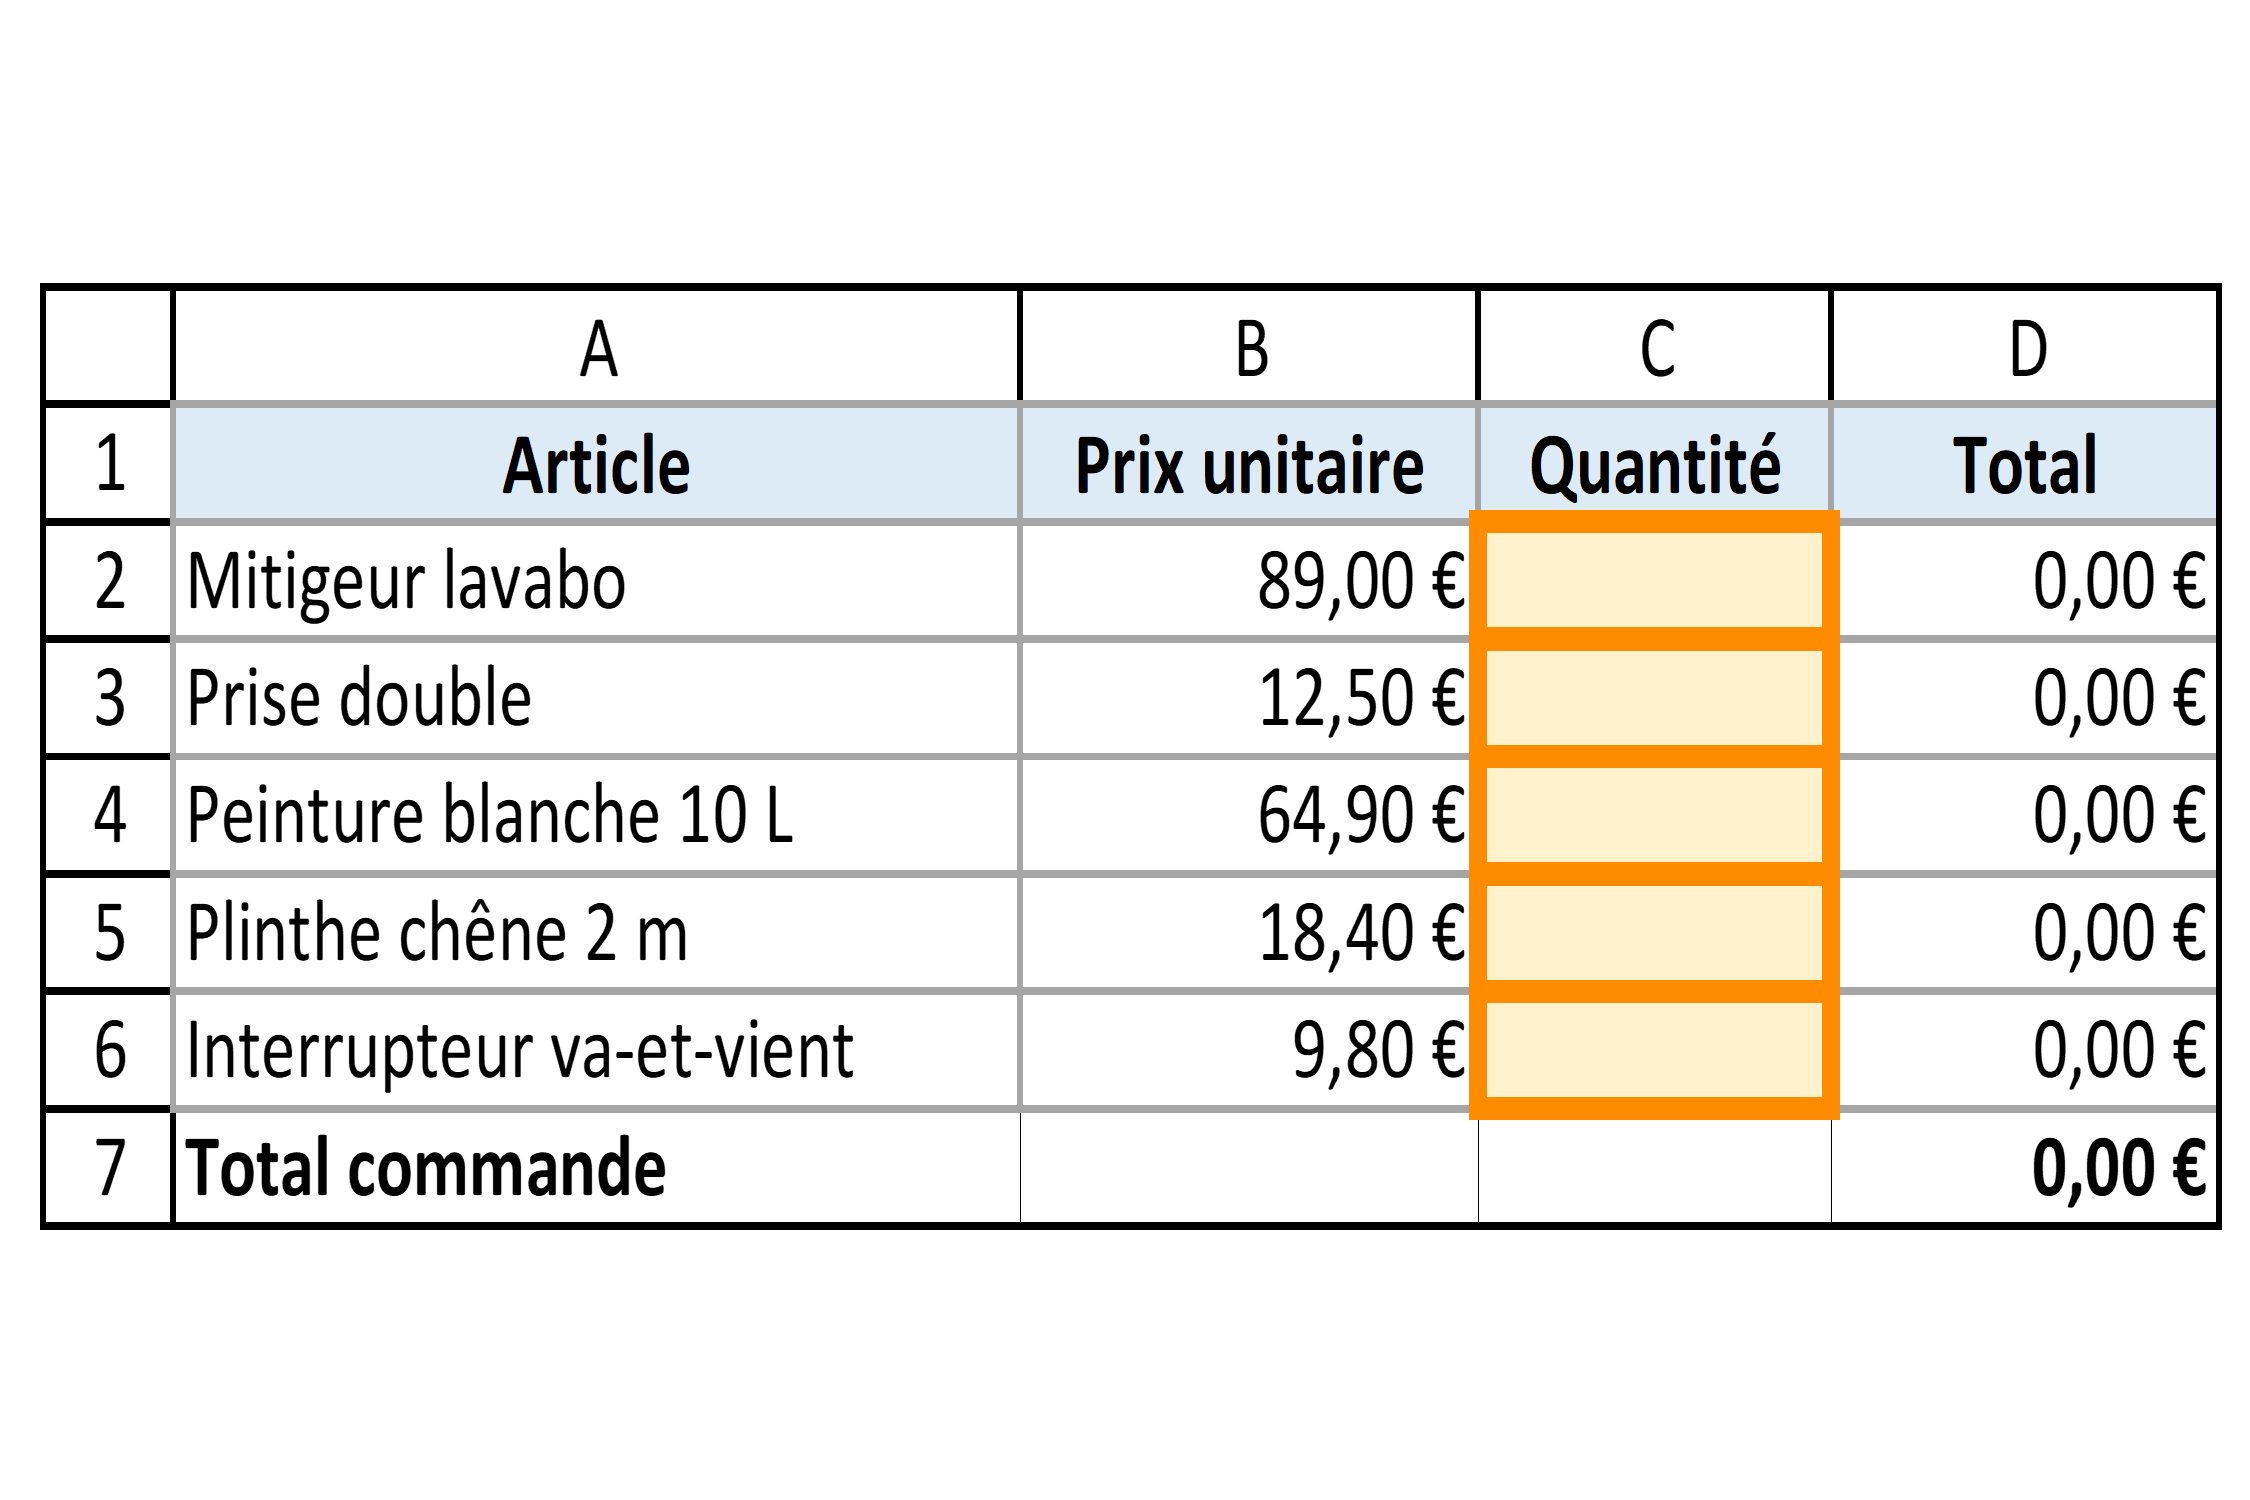 A B C D
1 Article Prix unitaire Quantité Total
2 Mitigeur lavabo 89,00 € 0,00 €
3 Prise double 12,50 € 0,00 €
4 Peinture blanche 10 L 64,90 € 0,00 €
5 Plinthe chêne 2 m 18,40 € 0,00 €
6 Interrupteur va-et-vient 9,80 € 0,00 €
7 Total commande 0,00 €